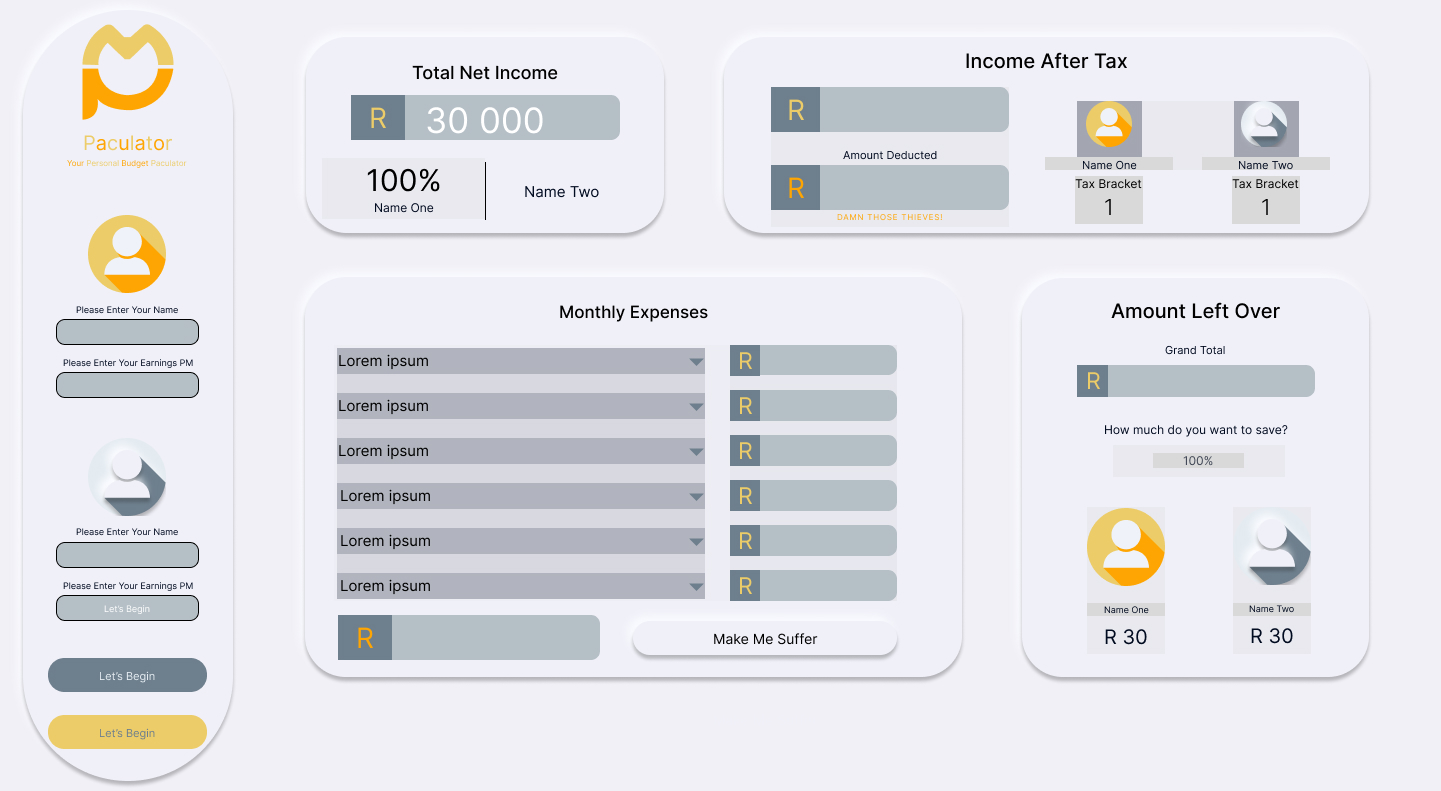 Paculator
Your Personal Budget Paculator
Please Enter Your Name
Please Enter Your Earnings PM
Please Enter Your Name
Please Enter Your Earnings PM
Let's Begin
Let's Begin
Let's Begin
Total Net Income
R 30 000
100%
Name One
Name Two
Income After Tax
R
Amount Deducted
R
DAMN THOSE THIEVES!
Name One
Tax Bracket
1
Name Two
Tax Bracket
1
Monthly Expenses
Lorem ipsum R
Lorem ipsum R
Lorem ipsum R
Lorem ipsum R
Lorem ipsum R
Lorem ipsum R
R
Make Me Suffer
Amount Left Over
Grand Total
R
How much do you want to save?
100%
Name One
R 30
Name Two
R 30